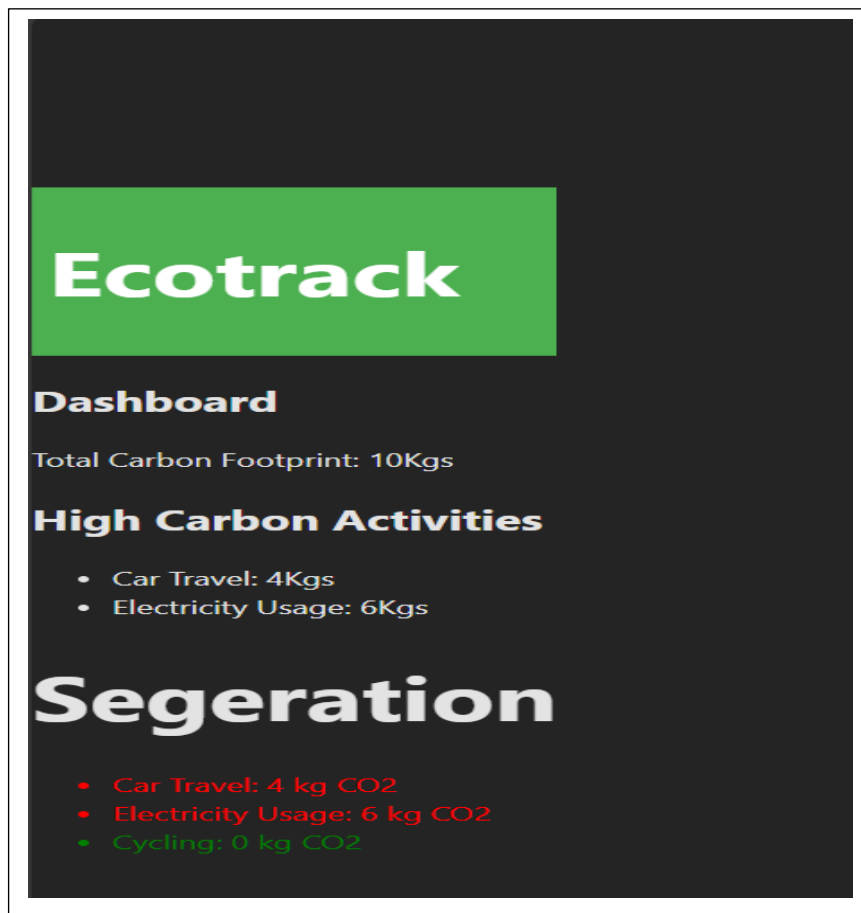 Ecotrack
Dashboard
Total Carbon Footprint: 10Kgs
High Carbon Activities
• Car Travel: 4Kgs
• Electricity Usage: 6Kgs
Segeration
• Car Travel: 4 kg CO2
• Electricity Usage: 6 kg CO2
• Cycling: 0 kg CO2